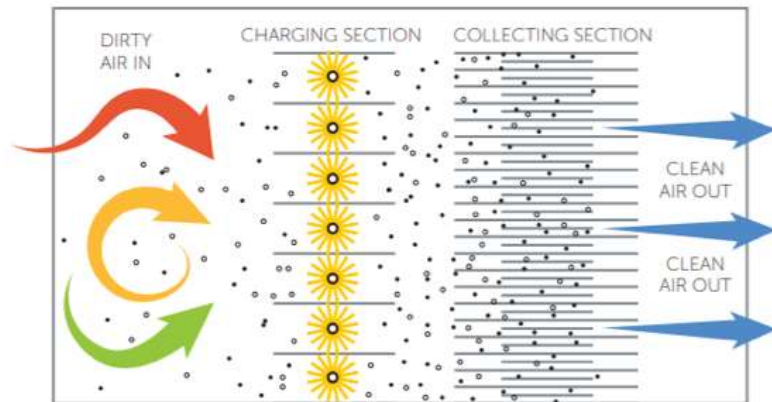 DIRTY
AIR IN
CHARGING SECTION
COLLECTING SECTION
CLEAN
AIR OUT
CLEAN
AIR OUT